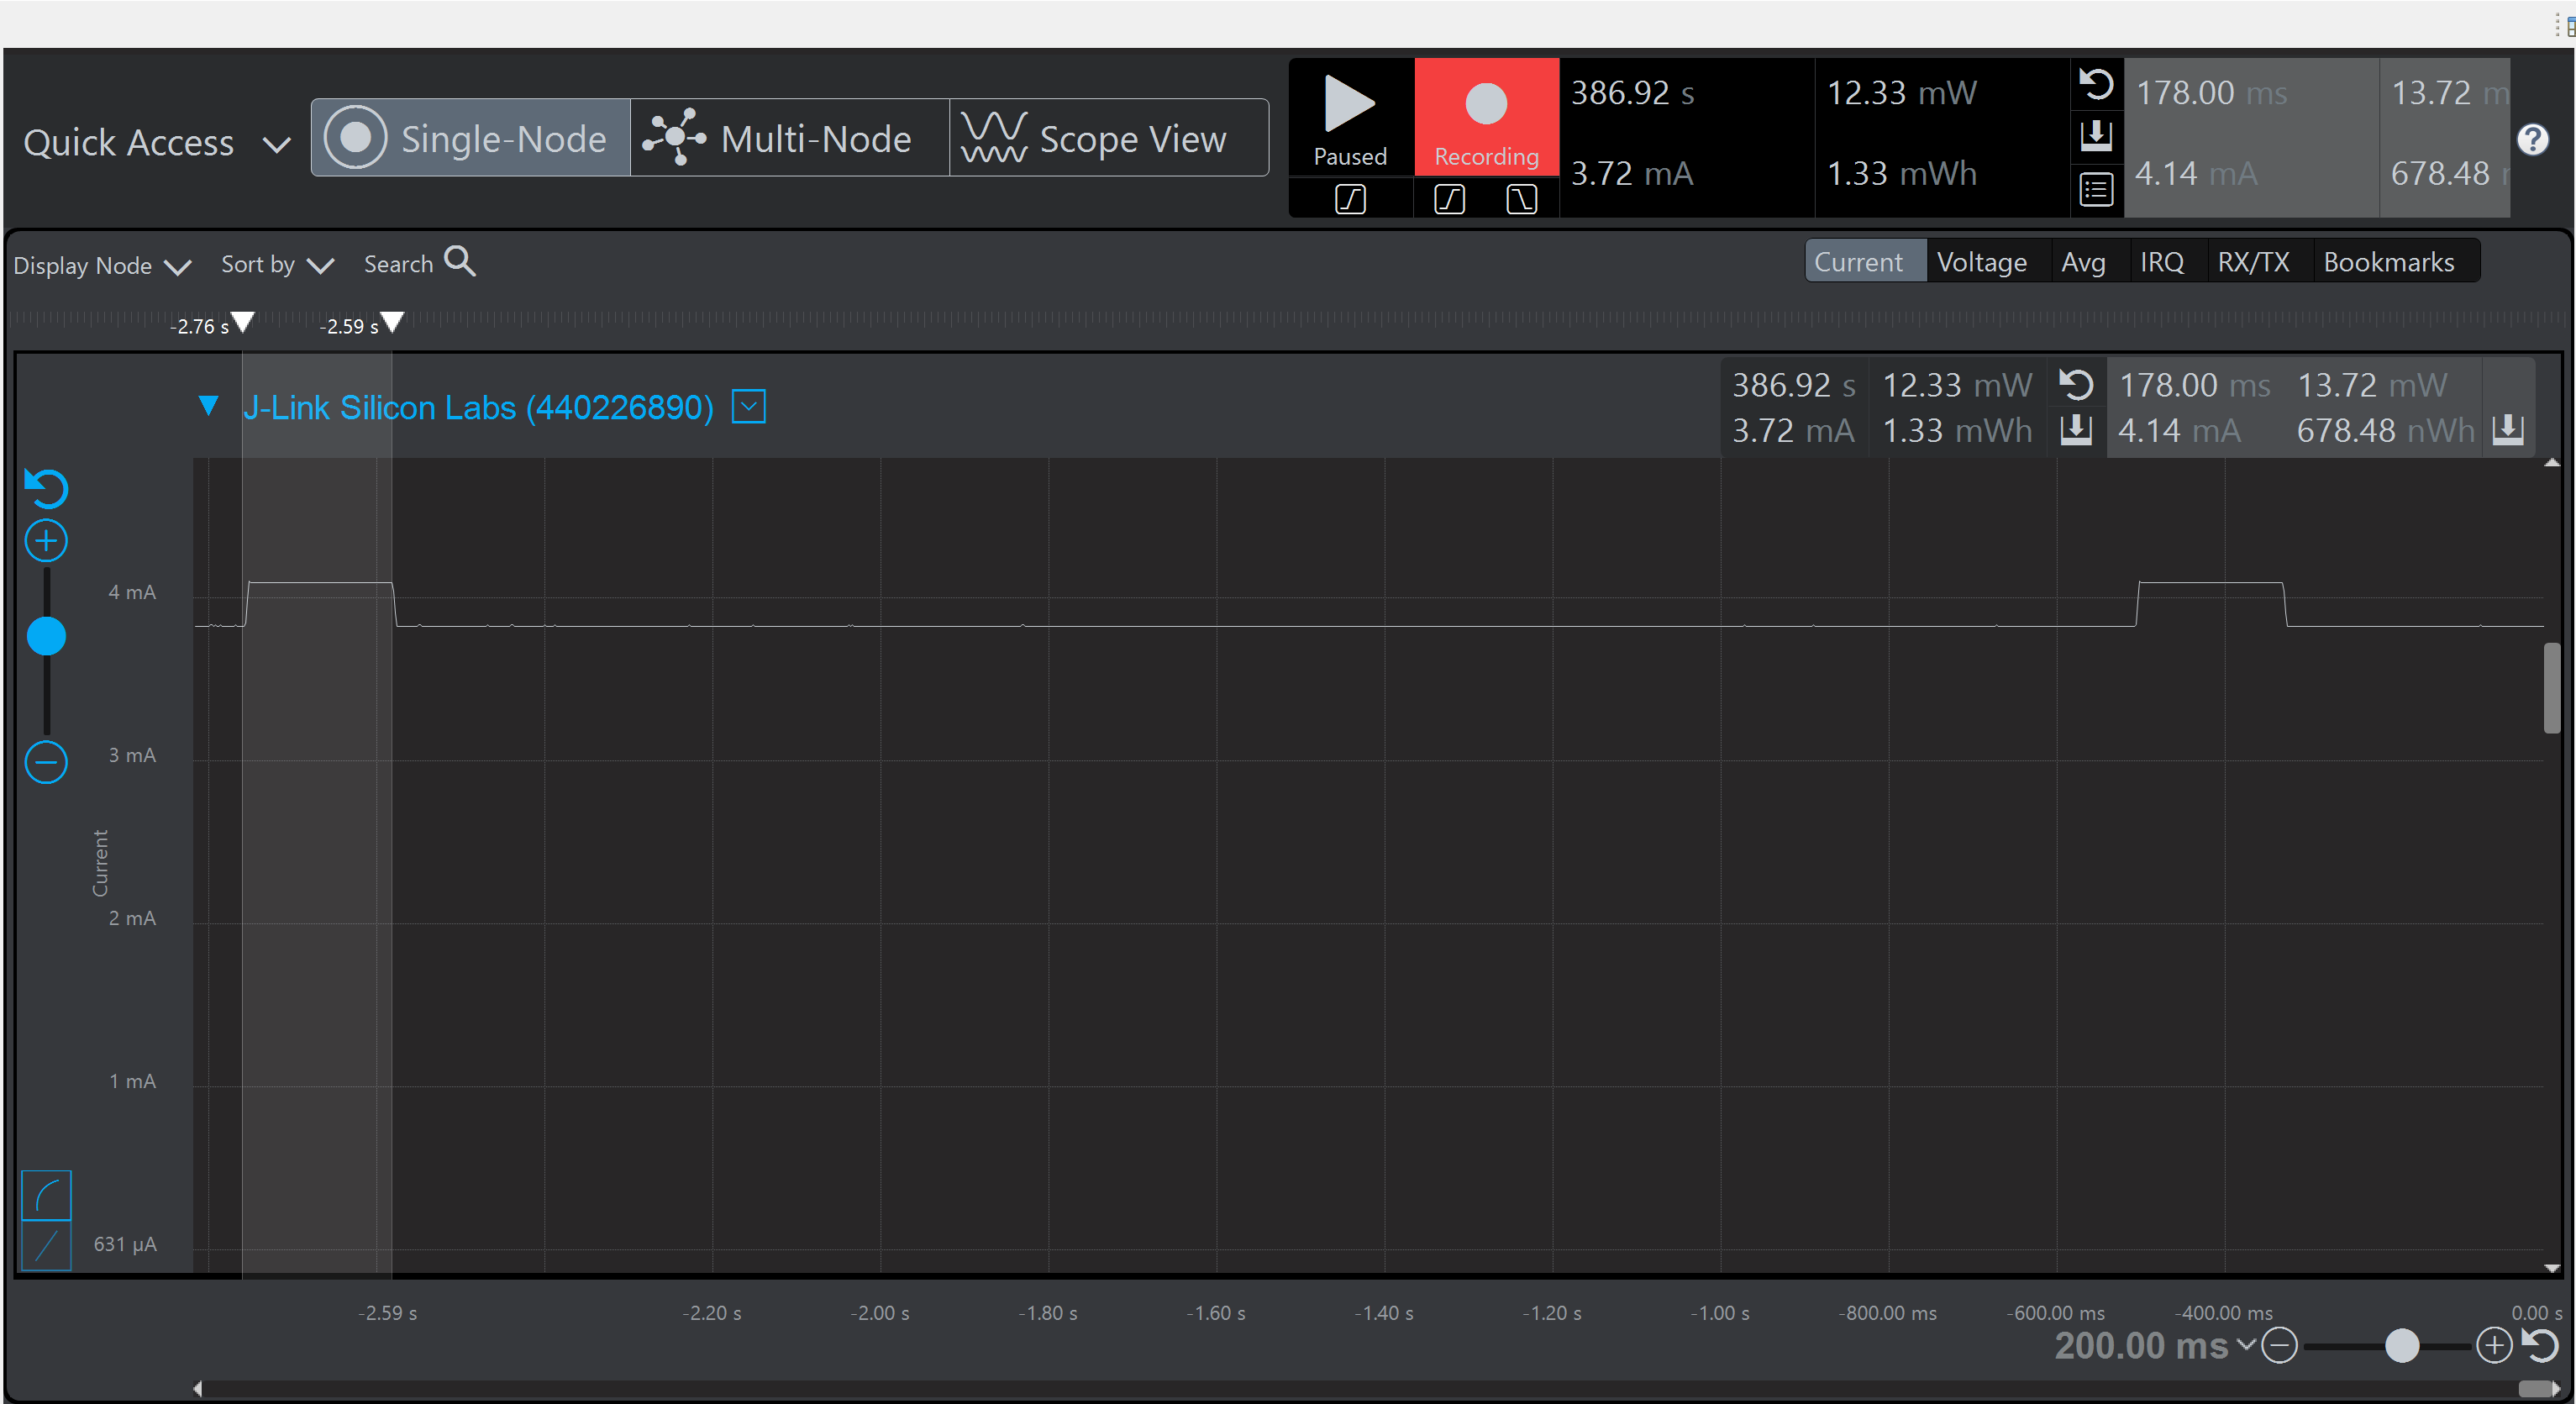 Quick Access
Single-Node
Multi-Node
Scope View
Paused
Recording
386.92 s
12.33 mW
3.72 mA
1.33 mWh
178.00 ms
13.72 m
4.14 mA
678.48
?
Display Node
Sort by
Search
Current
Voltage
Avg
IRQ
RX/TX
Bookmarks
-2.76 s
-2.59 s
J-Link Silicon Labs (440226890)
386.92 s
12.33 mW
3.72 mA
1.33 mWh
178.00 ms
13.72 mW
4.14 mA
678.48 nWh
4 mA
3 mA
Current
2 mA
1 mA
631 µA
-2.59 s
-2.20 s
-2.00 s
-1.80 s
-1.60 s
-1.40 s
-1.20 s
-1.00 s
-800.00 ms
-600.00 ms
-400.00 ms
0.00 s
200.00 ms